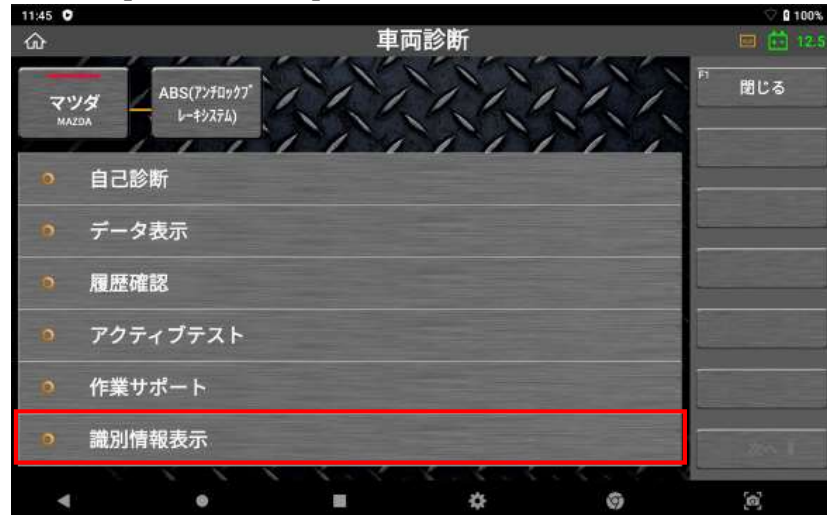 11:45
100%
車両診断
12.5
マツダ
MAZDA
ABS(アンチロックブ
レーキシステム)
F1
閉じる
自己診断
データ表示
履歴確認
アクティブテスト
作業サポート
識別情報表示
次へ